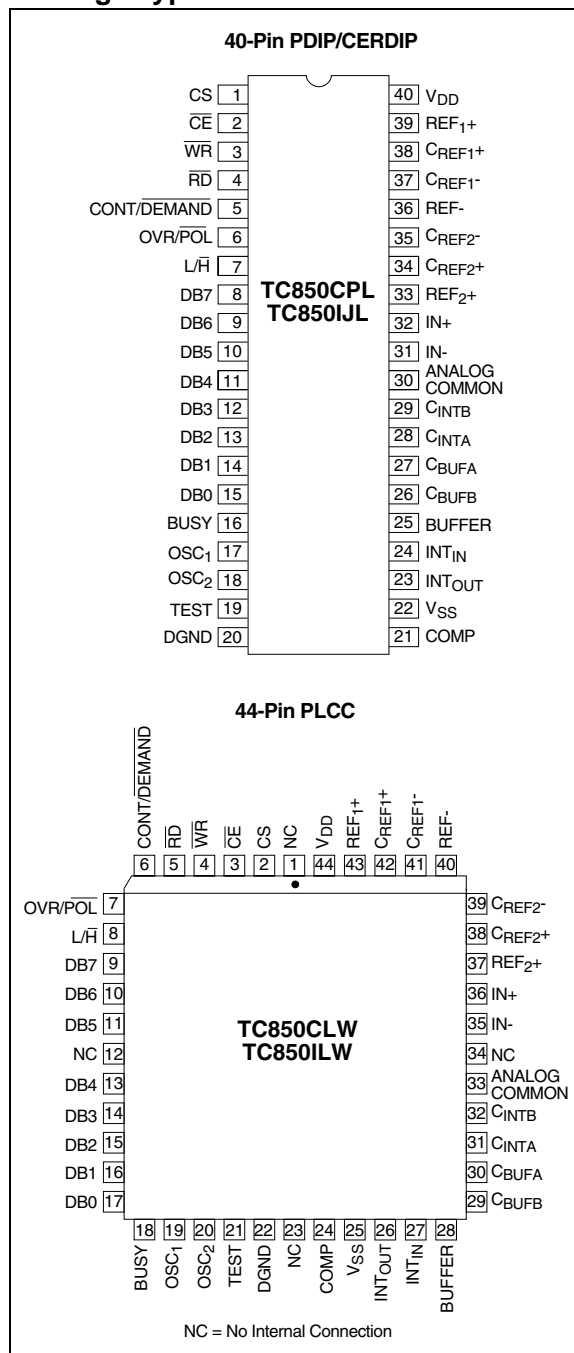 40-Pin PDIP/CERDIP
CS 1
CE 2
WR 3
RD 4
CONT/DEMAND 5
OVR/POL 6
L/H 7
DB7 8
DB6 9
DB5 10
DB4 11
DB3 12
DB2 13
DB1 14
DB0 15
BUSY 16
OSC1 17
OSC2 18
TEST 19
DGND 20
TC850CPL
TC850IJL
40 VDD
39 REF1+
38 CREF1+
37 CREF1-
36 REF-
35 CREF2-
34 CREF2+
33 REF2+
32 IN+
31 IN-
30 ANALOG COMMON
29 CINTB
28 CINTA
27 CBUFA
26 CBUFB
25 BUFFER
24 INTIN
23 INTOUT
22 VSS
21 COMP
44-Pin PLCC
CONT/DEMAND 6
RD 5
WR 4
CE 3
CS 2
NC 1
VDD 44
REF1+ 43
CREF1+ 42
CREF1- 41
REF- 40
OVR/POL 7
L/H 8
DB7 9
DB6 10
DB5 11
NC 12
DB4 13
DB3 14
DB2 15
DB1 16
DB0 17
TC850CLW
TC850ILW
39 CREF2-
38 CREF2+
37 REF2+
36 IN+
35 IN-
34 NC
33 ANALOG COMMON
32 CINTB
31 CINTA
30 CBUFA
29 CBUFB
18 BUSY
19 OSC1
20 OSC2
21 TEST
22 DGND
23 NC
24 COMP
25 VSS
26 INTOUT
27 INTIN
28 BUFFER
NC = No Internal Connection